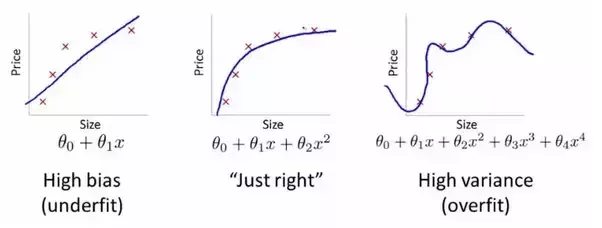 Price
Size
θ₀ + θ₁x
High bias
(underfit)
Price
Size
θ₀ + θ₁x + θ₂x²
“Just right”
Price
Size
θ₀ + θ₁x + θ₂x² + θ₃x³ + θ₄x⁴
High variance
(overfit)